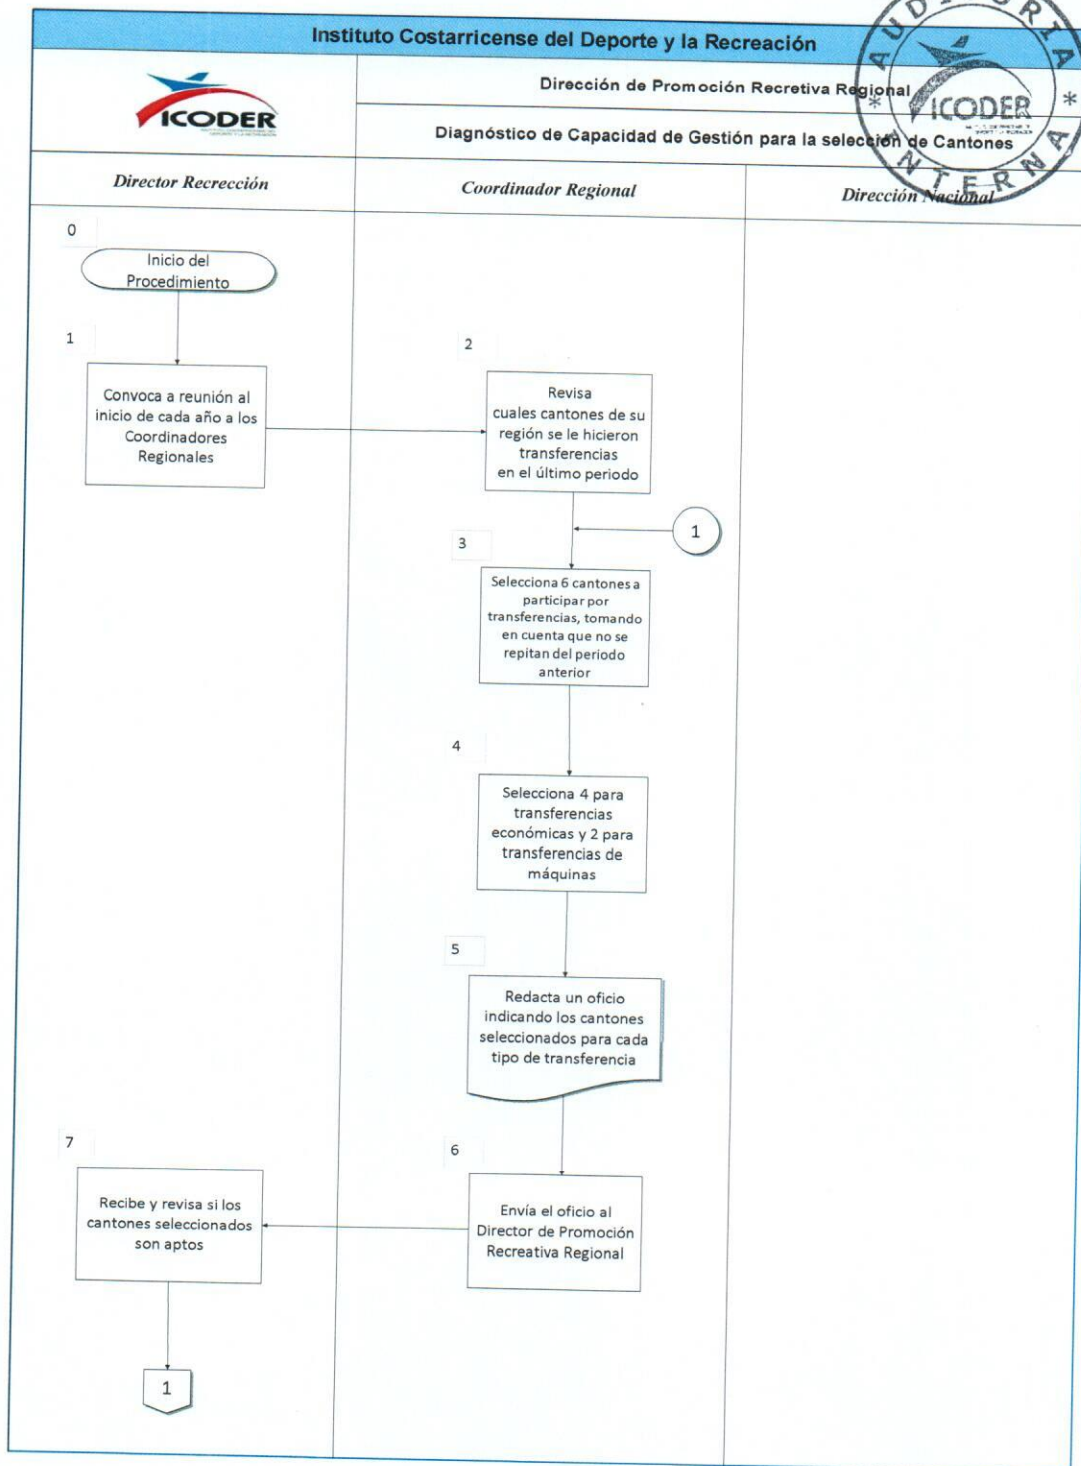 Instituto Costarricense del Deporte y la Recreación
ICODER
Dirección de Promoción Recretiva Regional
Diagnóstico de Capacidad de Gestión para la selección de Cantones
AUDITORIA
ICODER
INTERNA
Director Recrección
Coordinador Regional
Dirección Nacional
0
Inicio del
Procedimiento
1
Convoca a reunión al
inicio de cada año a los
Coordinadores
Regionales
2
Revisa
cuales cantones de su
región se le hicieron
transferencias
en el último periodo
1
3
Selecciona 6 cantones a
participar por
transferencias, tomando
en cuenta que no se
repitan del periodo
anterior
4
Selecciona 4 para
transferencias
económicas y 2 para
transferencias de
máquinas
5
Redacta un oficio
indicando los cantones
seleccionados para cada
tipo de transferencia
6
Envía el oficio al
Director de Promoción
Recreativa Regional
7
Recibe y revisa si los
cantones seleccionados
son aptos
1